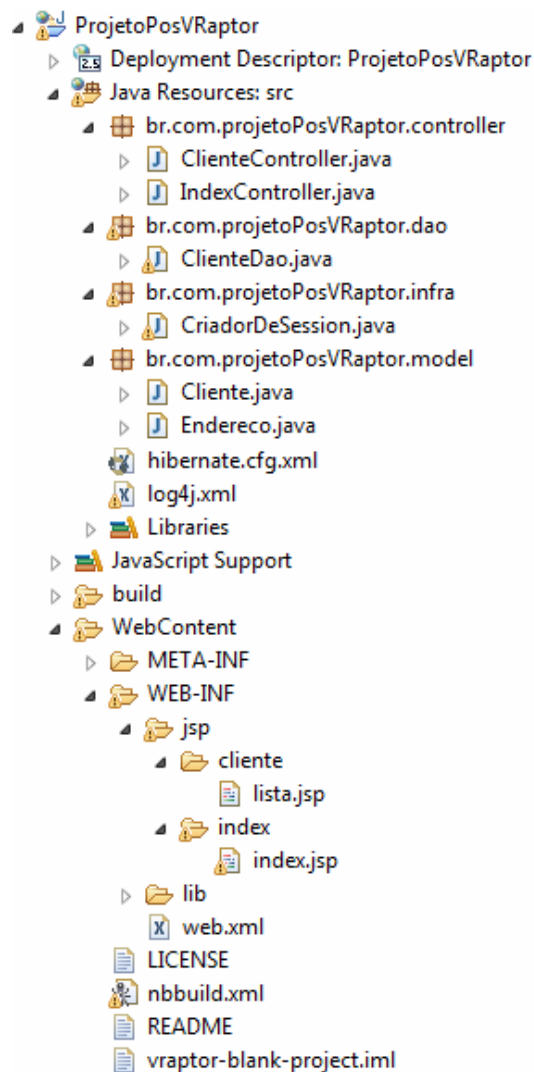 ProjetoPosVRaptor
2.5 Deployment Descriptor: ProjetoPosVRaptor
Java Resources: src
br.com.projetoPosVRaptor.controller
J ClienteController.java
J IndexController.java
br.com.projetoPosVRaptor.dao
J ClienteDao.java
br.com.projetoPosVRaptor.infra
J CriadorDeSession.java
br.com.projetoPosVRaptor.model
J Cliente.java
J Endereco.java
hibernate.cfg.xml
X log4j.xml
Libraries
JavaScript Support
build
WebContent
META-INF
WEB-INF
jsp
cliente
lista.jsp
index
index.jsp
lib
X web.xml
LICENSE
nbbuild.xml
README
vraptor-blank-project.iml